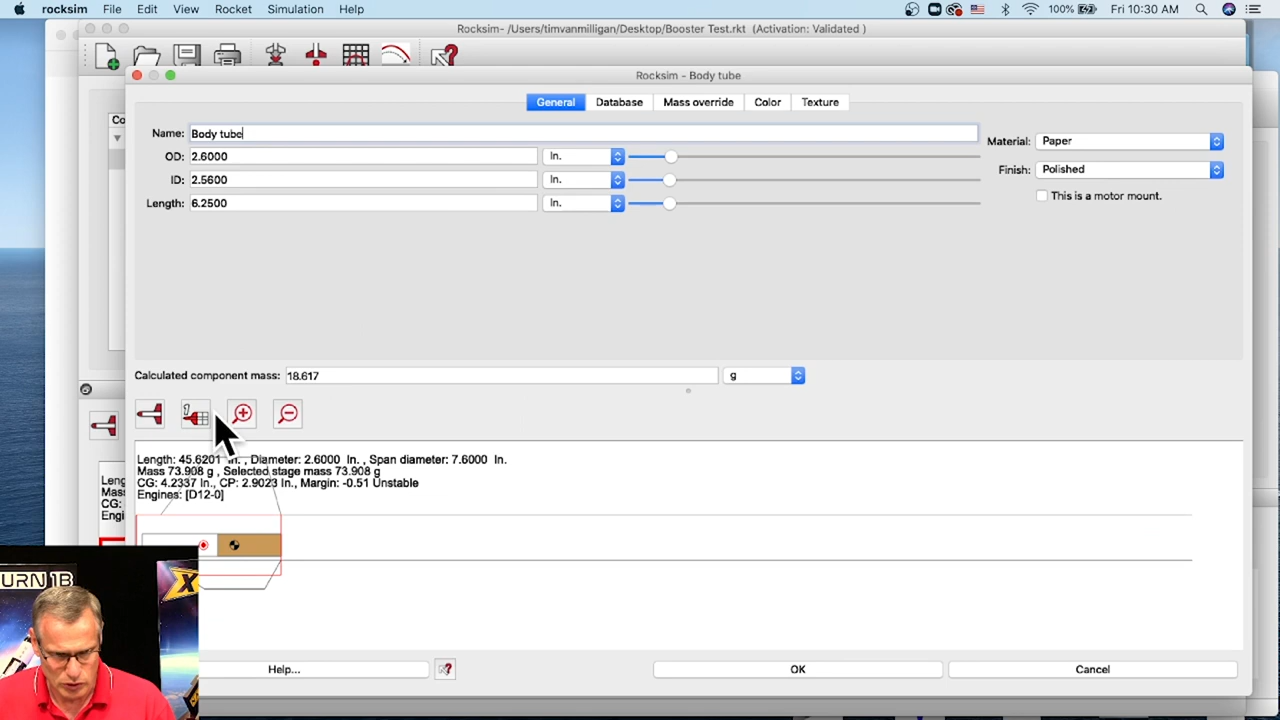 rocksim File Edit View Rocket Simulation Help 100% Fri 10:30 AM
Rocksim- /Users/timvanmilligan/Desktop/Booster Test.rkt (Activation: Validated )
Rocksim - Body tube
General Database Mass override Color Texture
Co
Name: Body tube
Material: Paper
OD: 2.6000 In.
Finish: Polished
ID: 2.5600 In.
This is a motor mount.
Length: 6.2500 In.
Calculated component mass: 18.617 g
Length: 45.6201 In. , Diameter: 2.6000 In. , Span diameter: 7.6000 In.
Mass 73.908 g , Selected stage mass 73.908 g
CG: 4.2337 In., CP: 2.9023 In., Margin: -0.51 Unstable
Engines: [D12-0]
Leng
Mass
CG:
Engi
URN 1B
X
Help... OK Cancel